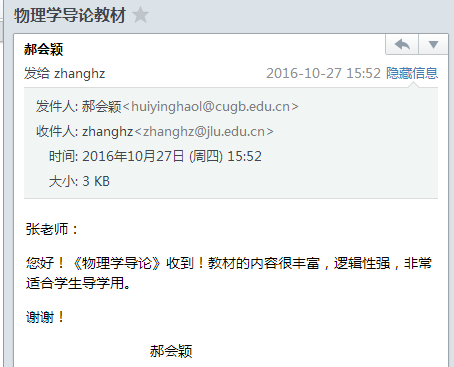 物理学导论教材
郝会颖
发给 zhanghz 2016-10-27 15:52 隐藏信息
发件人: 郝会颖<huiyinghaol@cugb.edu.cn>
收件人: zhanghz<zhanghz@jlu.edu.cn>
时间: 2016年10月27日 (周四) 15:52
大小: 3 KB
张老师：
您好！《物理学导论》收到！教材的内容很丰富，逻辑性强，非常
适合学生导学用。
谢谢！
郝会颖